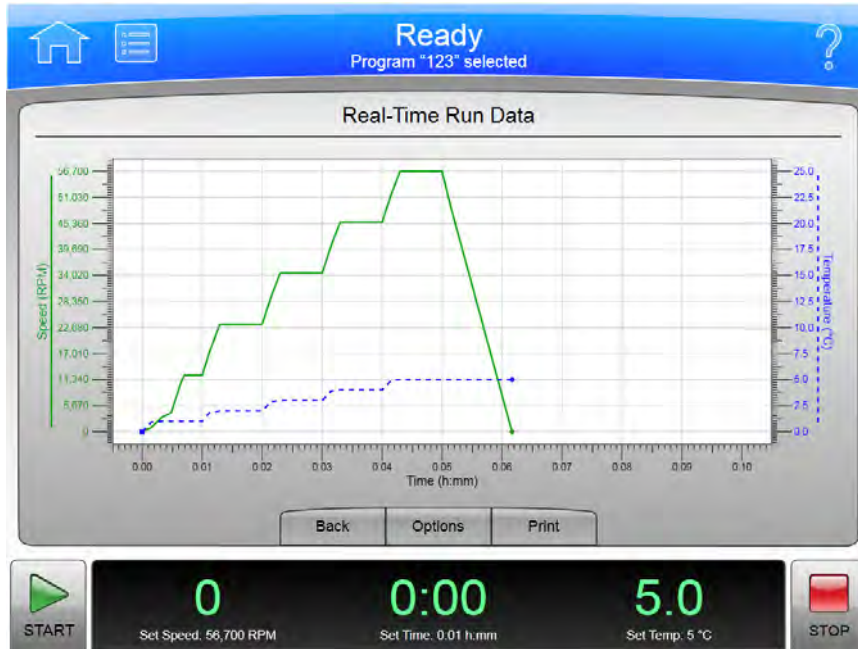 Ready
Program "123" selected
?
Real-Time Run Data
56,700
51,030
45,360
39,690
34,020
28,350
22,680
17,010
11,340
5,670
0
Speed (RPM)
25.0
22.5
20.0
17.5
15.0
12.5
10.0
7.5
5.0
2.5
0.0
Temperature (°C)
0.00 0.01 0.02 0.03 0.04 0.05 0.06 0.07 0.08 0.09 0.10
Time (h:mm)
Back Options Print
START
0 0:00 5.0
Set Speed: 56,700 RPM Set Time: 0:01 h:mm Set Temp: 5 °C
STOP